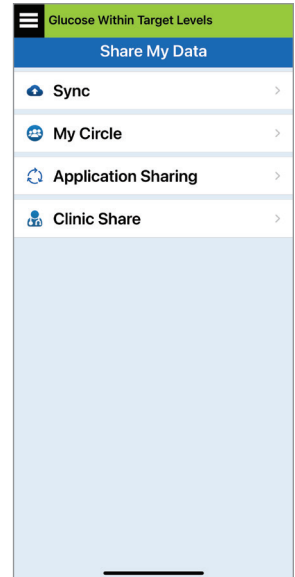 Glucose Within Target Levels
Share My Data
Sync
My Circle
Application Sharing
Clinic Share